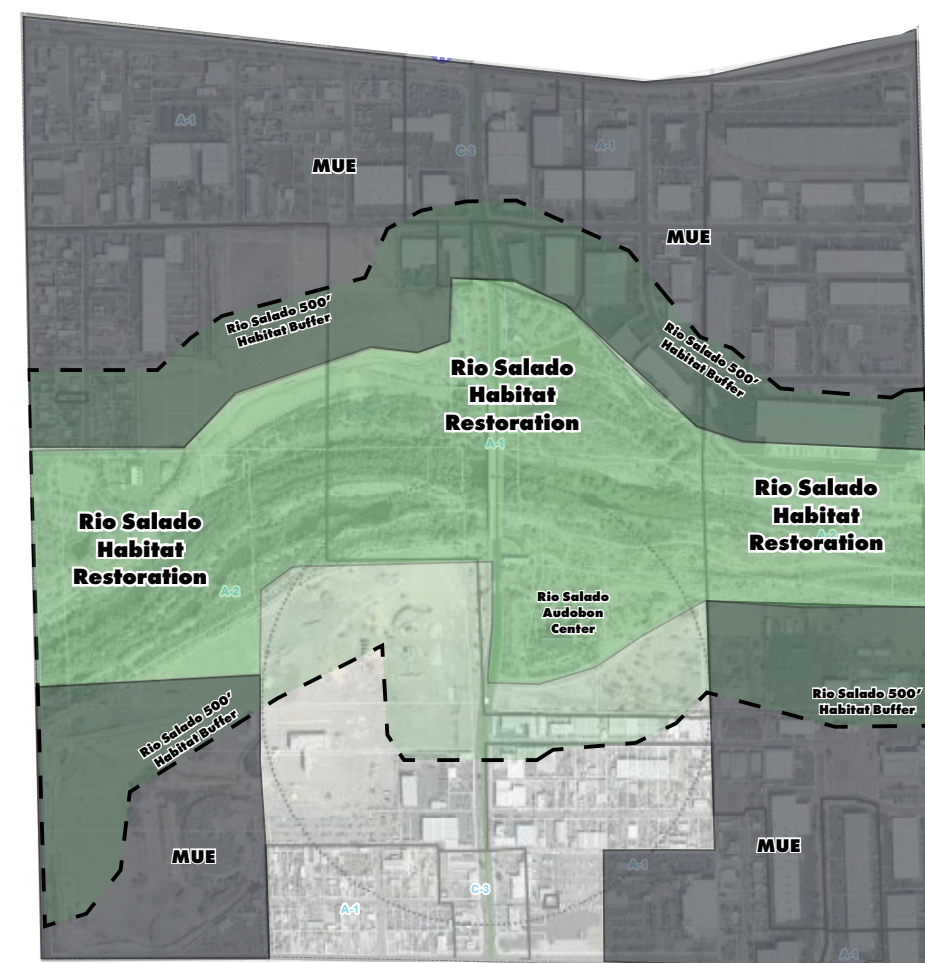 A-1
C-3
A-1
MUE
MUE
Rio Salado 500’
Habitat Buffer
Rio Salado 500’
Habitat Buffer
Rio Salado
Habitat
Restoration
A-1
Rio Salado
Habitat
Restoration
A-2
Rio Salado
Habitat
Restoration
A-2
Rio Salado
Audobon
Center
Rio Salado 500’
Habitat Buffer
Rio Salado 500’
Habitat Buffer
MUE
MUE
A-1
C-3
A-1
A-1